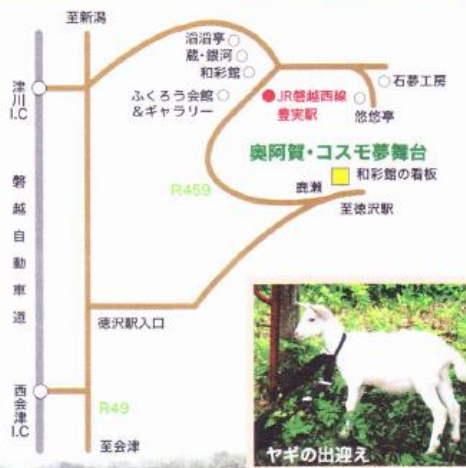 至新潟
滔滔亭
蔵・銀河
和彩館
ふくろう会館
&ギャラリー
JR磐越西線
豊実駅
石夢工房
悠悠亭
津川
I.C
奥阿賀・コスモ夢舞台
和彩館の看板
鹿瀬
至徳沢駅
R459
磐越自動車道
徳沢駅入口
西会津
I.C
R49
至会津
ヤギの出迎え